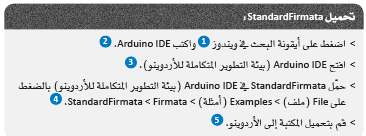 تحميل StandardFirmata:
> اضغط على أيقونة البحث في ويندوز 1 واكتب Arduino IDE. 2
> افتح Arduino IDE (بيئة التطوير المتكاملة للأردوينو). 3
> حمّل StandardFirmata في Arduino IDE (بيئة التطوير المتكاملة للأردوينو) بالضغط
على File (ملف) < Examples (أمثلة) < StandardFirmata < Firmata. 4
> قم بتحميل المكتبة إلى الأردوينو. 5